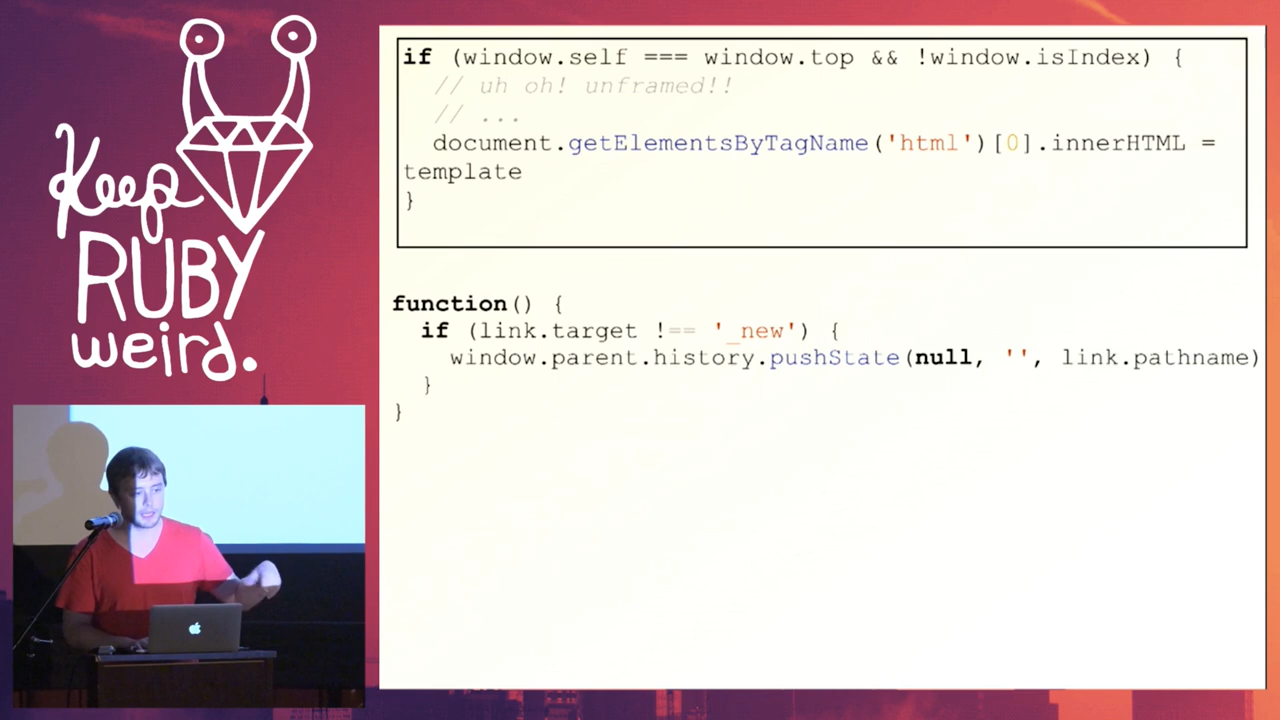 Keep
RUBY
weird.
if (window.self === window.top && !window.isIndex) {
// uh oh! unframed!!
// ...
document.getElementsByTagName('html')[0].innerHTML =
template
}
function() {
if (link.target !== '_new') {
window.parent.history.pushState(null, '', link.pathname)
}
}